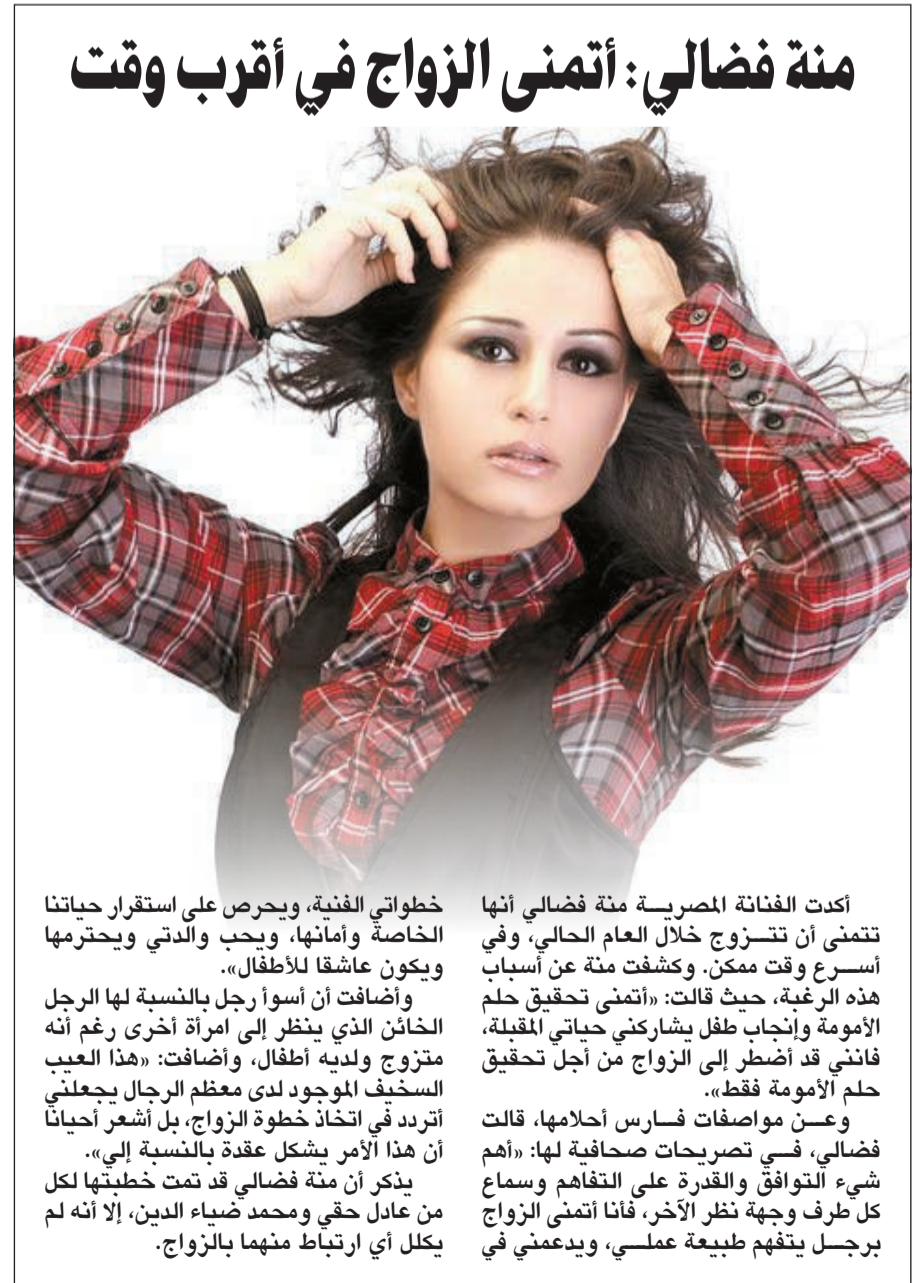 منة فضالي: أتمنى الزواج في أقرب وقت
أكدت الفنانة المصريــة منة فضالي أنها
تتمنى أن تتــزوج خلال العام الحالي، وفي
أســرع وقت ممكن. وكشفت منة عن أسباب
هذه الرغبة، حيث قالت: «أتمنى تحقيق حلم
الأمومة وإنجاب طفل يشاركني حياتي المقبلة،
فانني قد أضطر إلى الزواج من أجل تحقيق
حلم الأمومة فقط».
وعــن مواصفات فــارس أحلامها، قالت
فضالي، فــي تصريحات صحافية لها: «أهم
شيء التوافق والقدرة على التفاهم وسماع
كل طرف وجهة نظر الآخر، فأنا أتمنى الزواج
برجــل يتفهم طبيعة عملــي، ويدعمني في
خطواتي الفنية، ويحرص على استقرار حياتنا
الخاصة وأمانها، ويحب والدتي ويحترمها
ويكون عاشقا للأطفال».
وأضافت أن أسوأ رجل بالنسبة لها الرجل
الخائن الذي ينظر إلى امرأة أخرى رغم أنه
متزوج ولديه أطفال، وأضافت: «هذا العيب
السخيف الموجود لدى معظم الرجال يجعلني
أتردد في اتخاذ خطوة الزواج، بل أشعر أحيانا
أن هذا الأمر يشكل عقدة بالنسبة إلي».
يذكر أن منة فضالي قد تمت خطبتها لكل
من عادل حقي ومحمد ضياء الدين، إلا أنه لم
يكلل أي ارتباط منهما بالزواج.